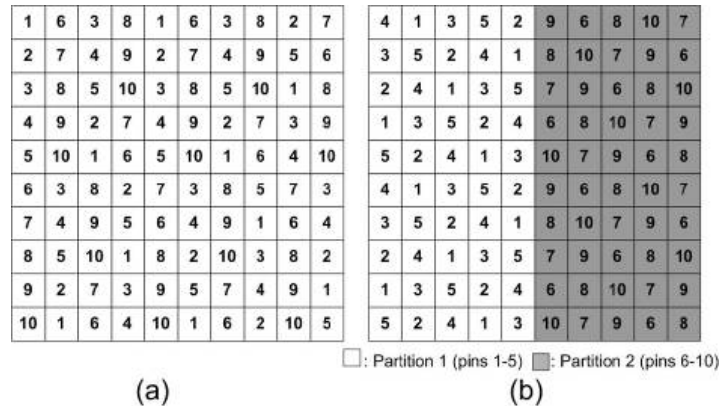 1 6 3 8 1 6 3 8 2 7 4 1 3 5 2 9 6 8 10 7
2 7 4 9 2 7 4 9 5 6 3 5 2 4 1 8 10 7 9 6
3 8 5 10 3 8 5 10 1 8 2 4 1 3 5 7 9 6 8 10
4 9 2 7 4 9 2 7 3 9 1 3 5 2 4 6 8 10 7 9
5 10 1 6 5 10 1 6 4 10 5 2 4 1 3 10 7 9 6 8
6 3 8 2 7 3 8 5 7 3 4 1 3 5 2 9 6 8 10 7
7 4 9 5 6 4 9 1 6 4 3 5 2 4 1 8 10 7 9 6
8 5 10 1 8 2 10 3 8 2 2 4 1 3 5 7 9 6 8 10
9 2 7 3 9 5 7 4 9 1 1 3 5 2 4 6 8 10 7 9
10 1 6 4 10 1 6 2 10 5 5 2 4 1 3 10 7 9 6 8
: Partition 1 (pins 1-5) : Partition 2 (pins 6-10)
(a) (b)